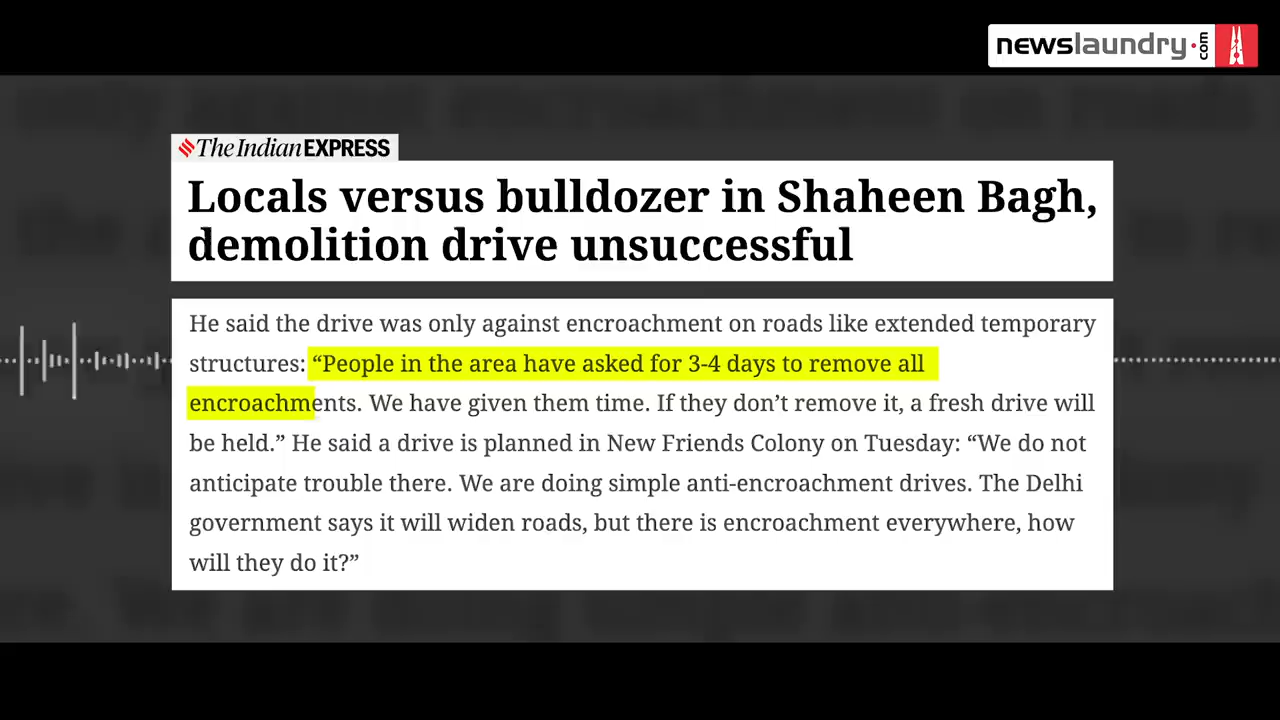 newslaundry.com
The Indian EXPRESS
Locals versus bulldozer in Shaheen Bagh,
demolition drive unsuccessful
He said the drive was only against encroachment on roads like extended temporary
structures: “People in the area have asked for 3-4 days to remove all
encroachments. We have given them time. If they don’t remove it, a fresh drive will
be held.” He said a drive is planned in New Friends Colony on Tuesday: “We do not
anticipate trouble there. We are doing simple anti-encroachment drives. The Delhi
government says it will widen roads, but there is encroachment everywhere, how
will they do it?”